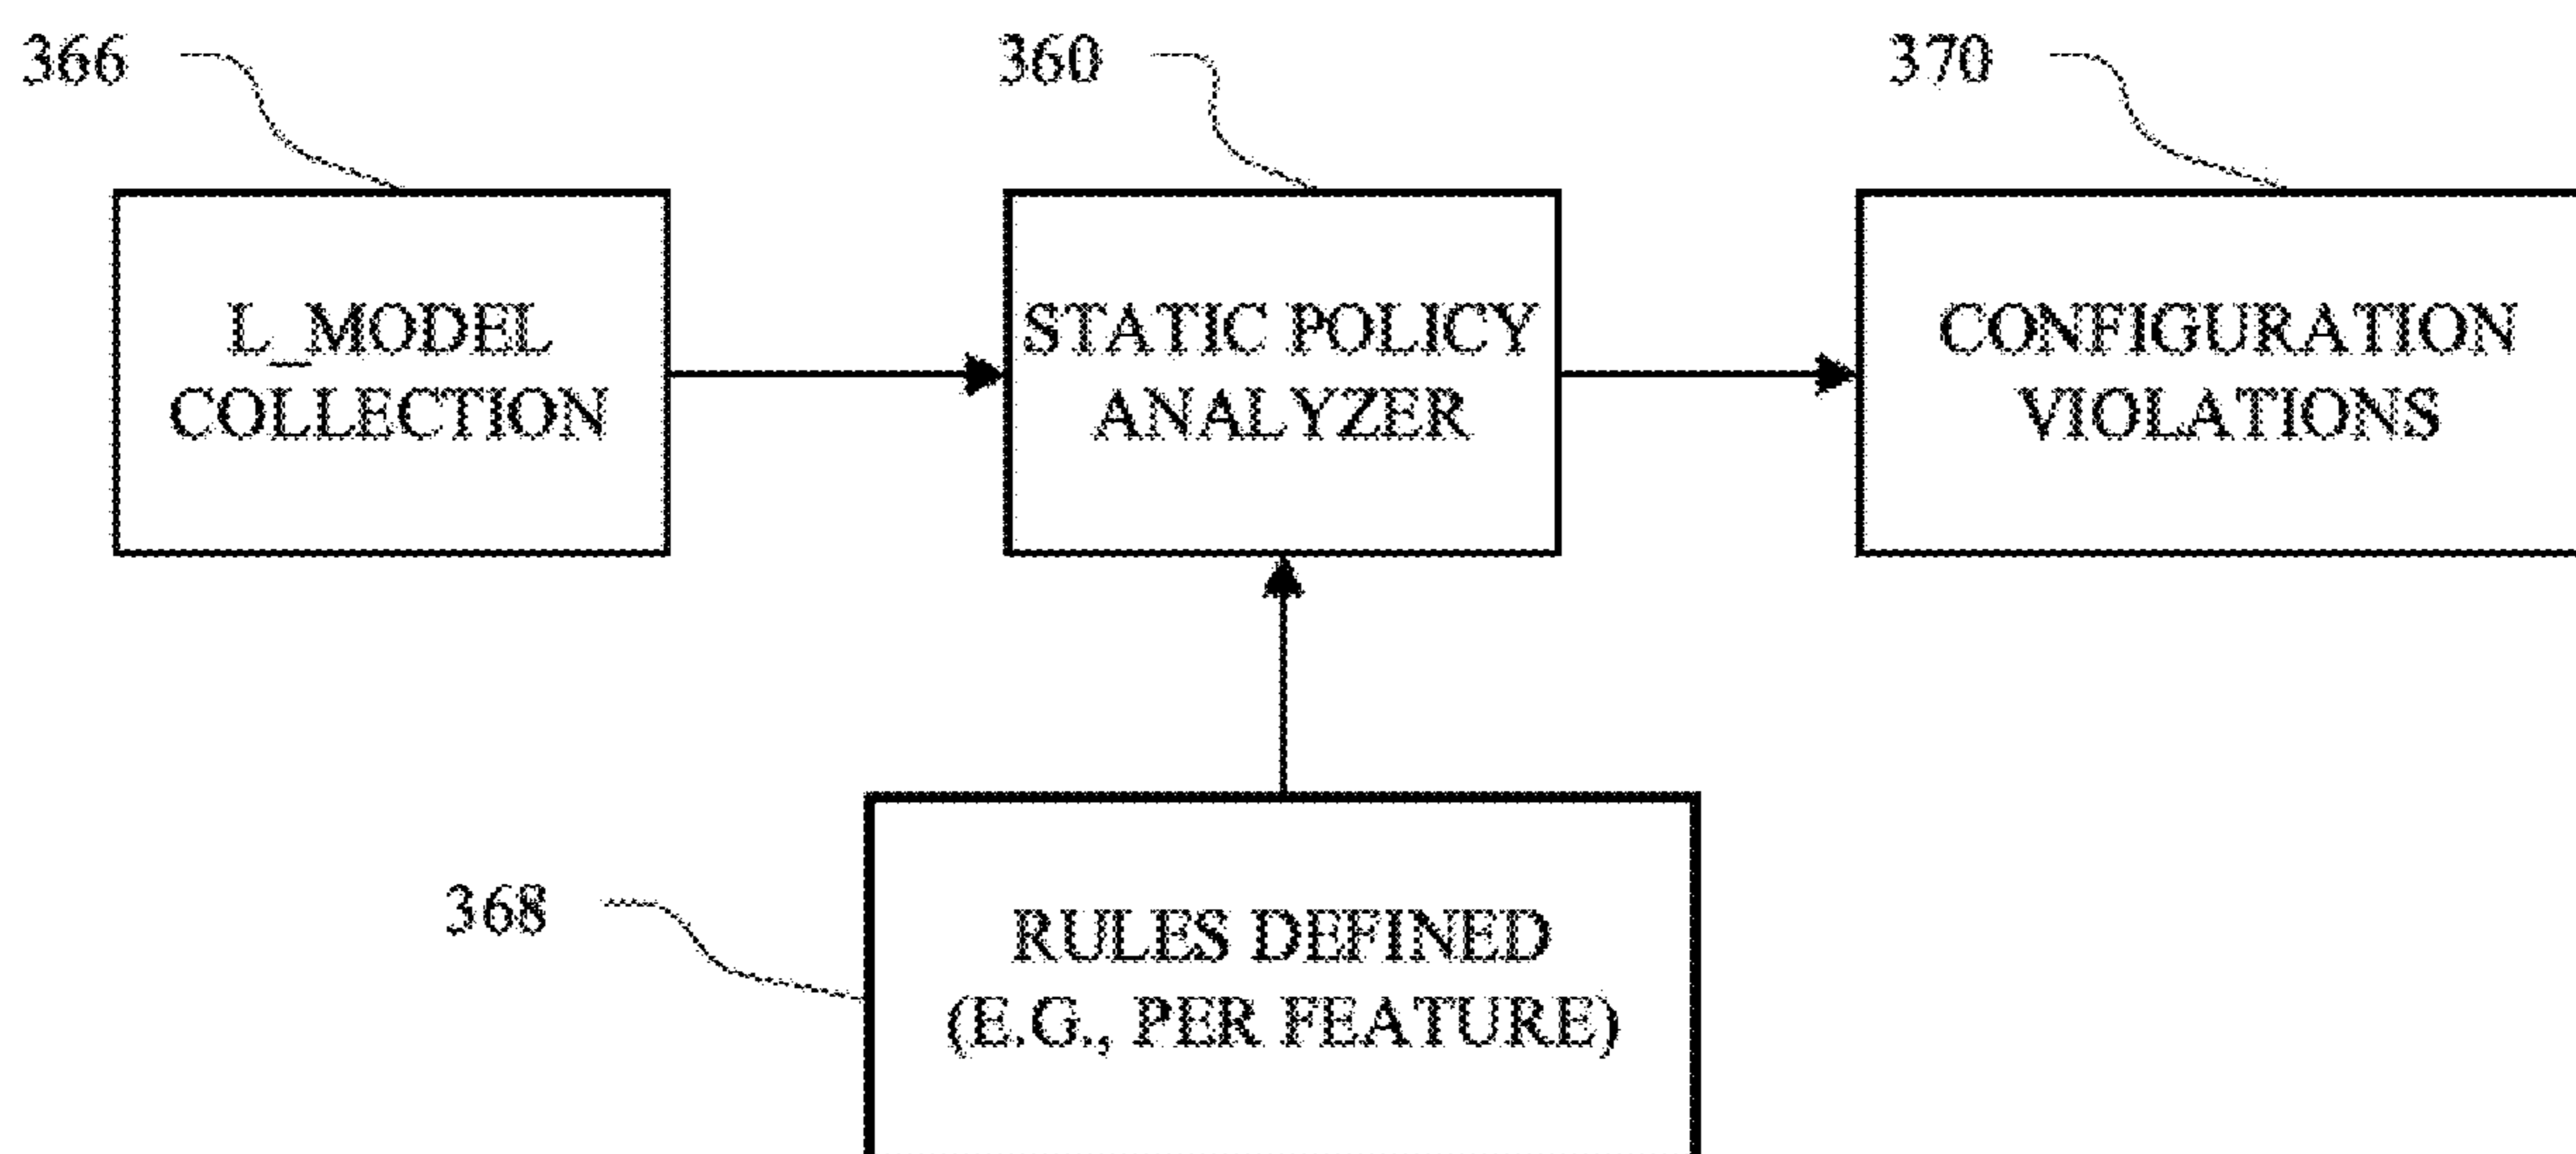 366
360
370
L_MODEL
COLLECTION
STATIC POLICY
ANALYZER
CONFIGURATION
VIOLATIONS
368
RULES DEFINED
(E.G., PER FEATURE)